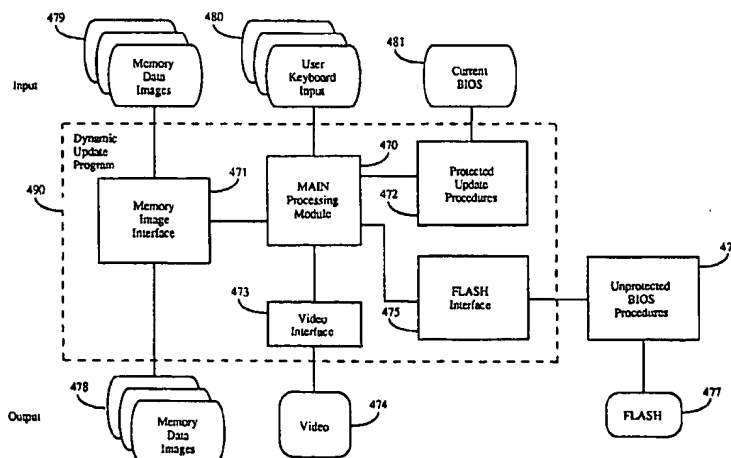 479
480
481
Input
Memory
Data
Images
User
Keyboard
Input
Current
BIOS
Dynamic
Update
Program
470
471
490
Memory
Image
Interface
MAIN
Processing
Module
472
Protected
Update
Procedures
473
Video
Interface
475
FLASH
Interface
47
Unprotected
BIOS
Procedures
Output
478
Memory
Data
Images
Video
474
FLASH
477